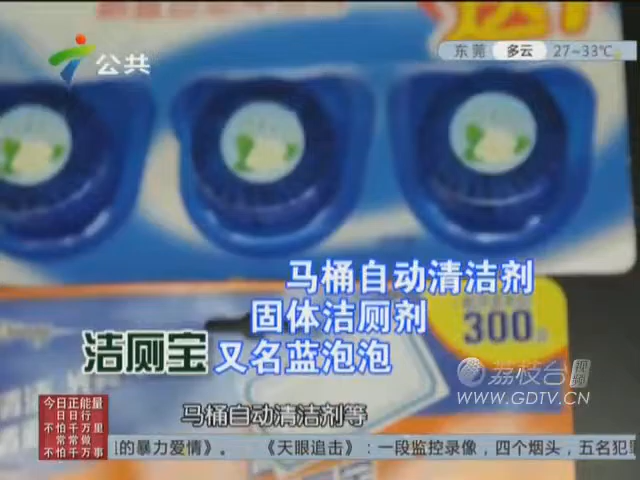 公共
东莞 多云 27~33℃
马桶自动清洁剂
固体洁厕剂
洁厕宝 又名蓝泡泡
300
荔枝台 视频
WWW.GDTV.CN
马桶自动清洁剂等
今日正能量
日日行
不怕千万里
常常做
不怕千万事
的暴力爱情》。 《天眼追击》：一段监控录像，四个烟头，五名犯